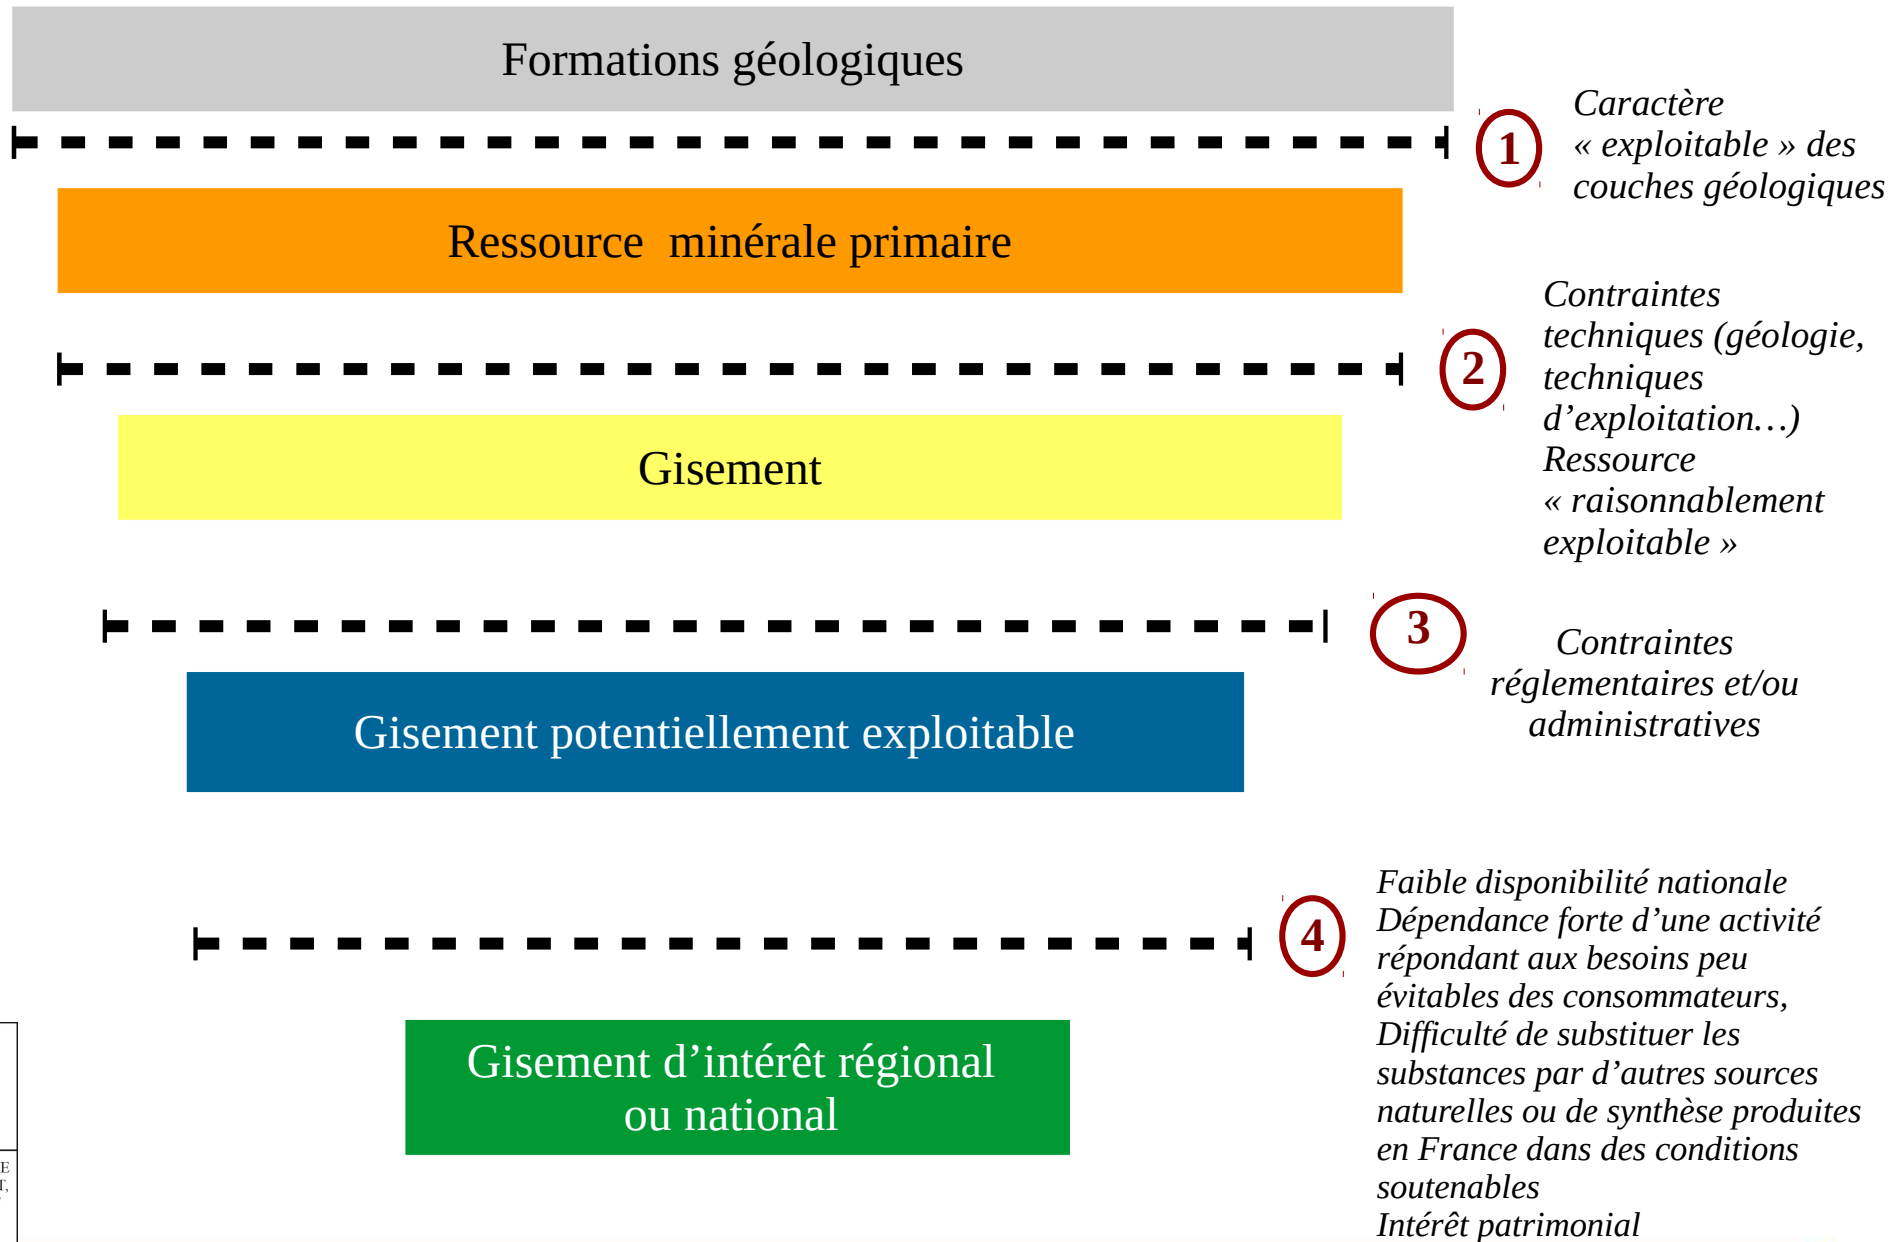 Formations géologiques
1
Caractère
« exploitable » des
couches géologiques
Ressource  minérale primaire
2
Contraintes
techniques (géologie,
techniques
d’exploitation…)
Ressource
« raisonnablement
exploitable »
Gisement
3
Contraintes
réglementaires et/ou
administratives
Gisement potentiellement exploitable
4
Faible disponibilité nationale
Dépendance forte d’une activité
répondant aux besoins peu
évitables des consommateurs,
Difficulté de substituer les
substances par d’autres sources
naturelles ou de synthèse produites
en France dans des conditions
soutenables
Intérêt patrimonial
Gisement d’intérêt régional
ou national